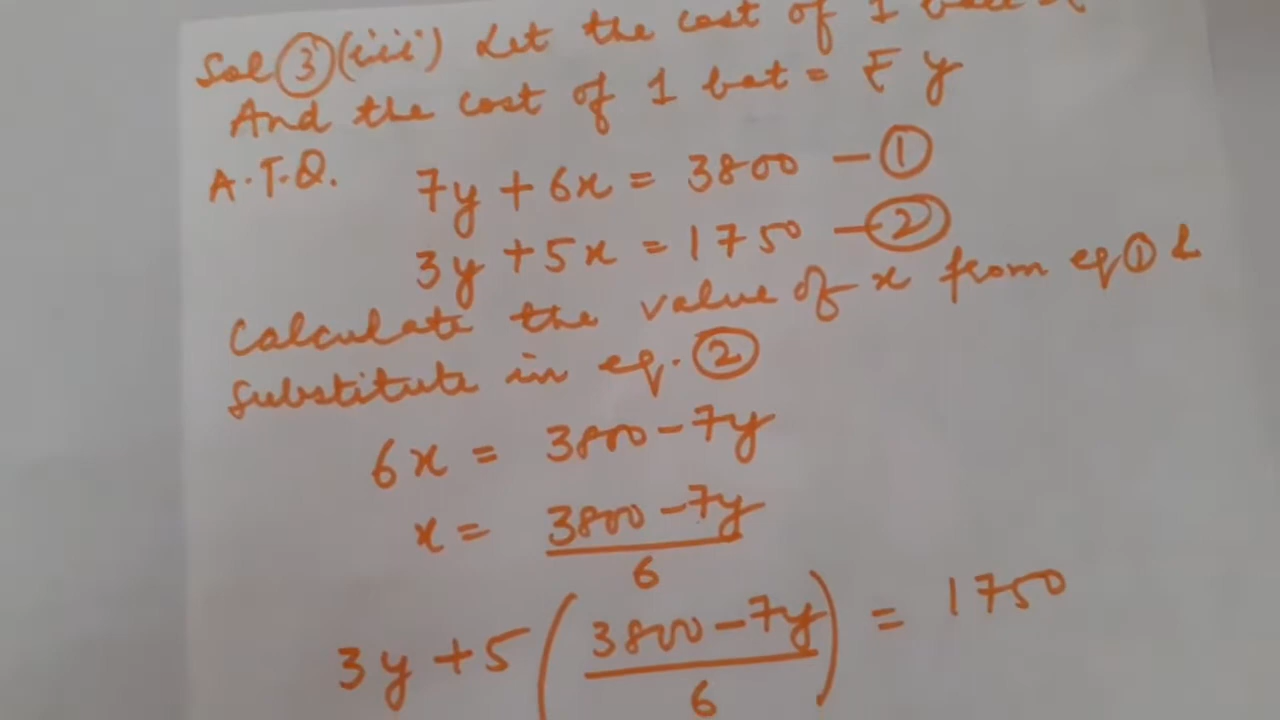 Sol ③ (iii) Let the cost of 1
And the cost of 1 bat = ₹ y
A.T.Q. 7y + 6x = 3800 — ①
3y + 5x = 1750 — ②
Calculate the value of x from eq ① &
Substitute in eq. ②
6x = 3800 - 7y
x = 3800 - 7y
6
3y + 5 ( 3800 - 7y ) = 1750
6